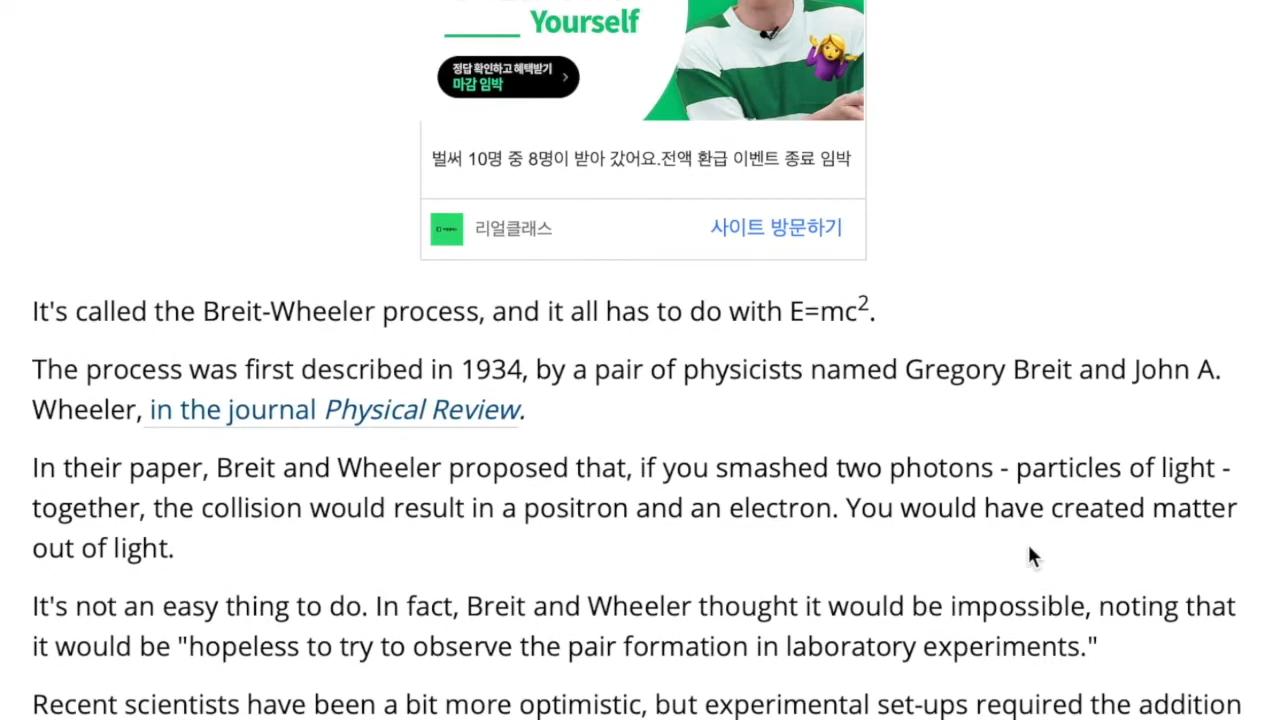 Yourself
정답 확인하고 혜택받기
마감 임박
벌써 10명 중 8명이 받아 갔어요.전액 환급 이벤트 종료 임박
리얼클래스
사이트 방문하기
It's called the Breit-Wheeler process, and it all has to do with E=mc².
The process was first described in 1934, by a pair of physicists named Gregory Breit and John A.
Wheeler, in the journal Physical Review.
In their paper, Breit and Wheeler proposed that, if you smashed two photons - particles of light -
together, the collision would result in a positron and an electron. You would have created matter
out of light.
It's not an easy thing to do. In fact, Breit and Wheeler thought it would be impossible, noting that
it would be "hopeless to try to observe the pair formation in laboratory experiments."
Recent scientists have been a bit more optimistic, but experimental set-ups required the addition